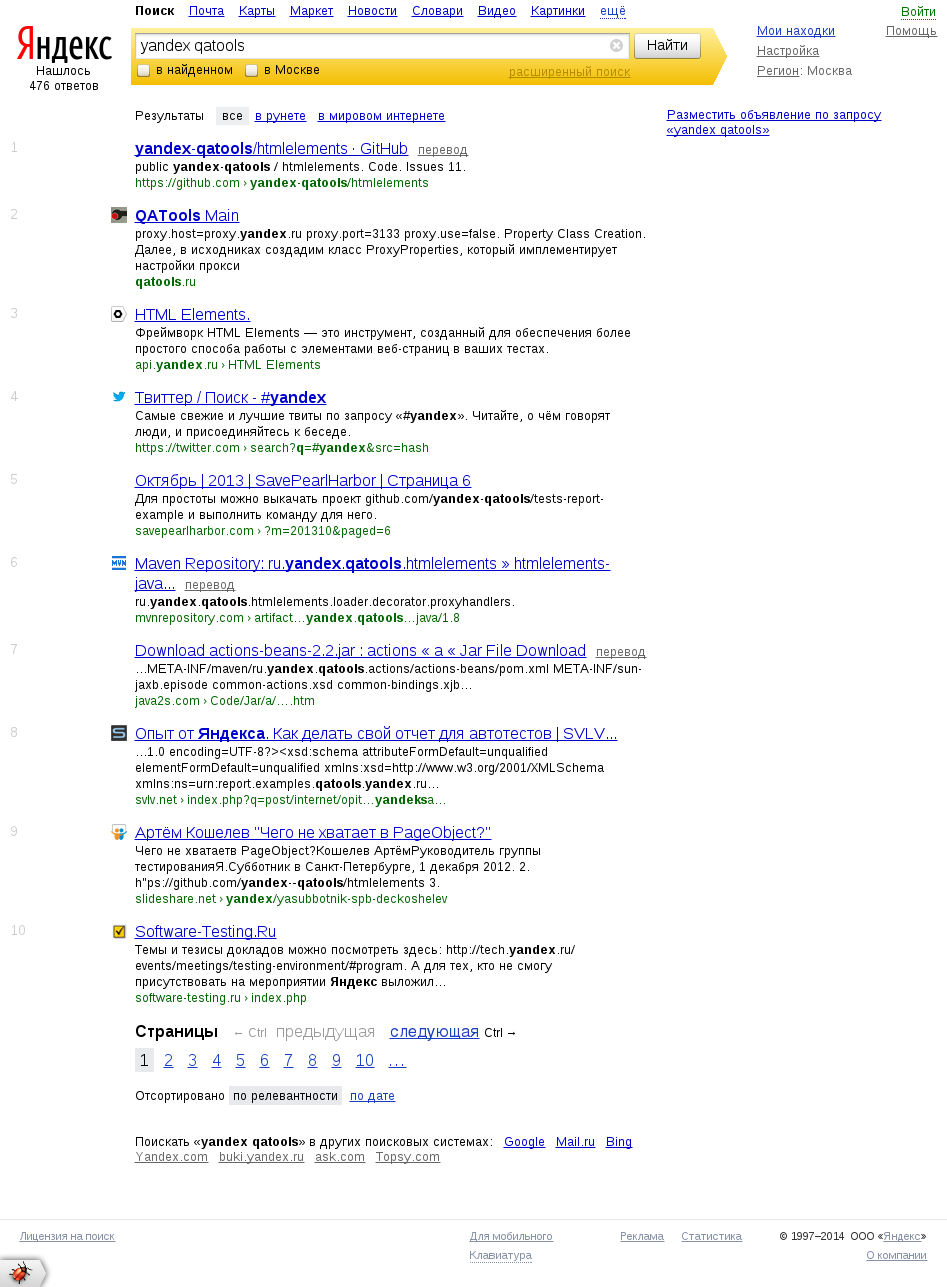 Поиск Почта Карты Маркет Новости Словари Видео Картинки ещё
Войти
Яндекс
Нашлось
476 ответов
yandex qatools
Найти
в найденном в Москве расширенный поиск
Мои находки Помощь
Настройка
Регион: Москва
Результаты все в рунете в мировом интернете
Разместить объявление по запросу
«yandex qatools»
1 yandex-qatools/htmlelements · GitHub перевод
public yandex-qatools / htmlelements. Code. Issues 11.
https://github.com › yandex-qatools/htmlelements
2 QATools Main
proxy.host=proxy.yandex.ru proxy.port=3133 proxy.use=false. Property Class Creation.
Далее, в исходниках создадим класс ProxyProperties, который имплементирует
настройки прокси
qatools.ru
3 HTML Elements.
Фреймворк HTML Elements — это инструмент, созданный для обеспечения более
простого способа работы с элементами веб-страниц в ваших тестах.
api.yandex.ru › HTML Elements
4 Твиттер / Поиск - #yandex
Самые свежие и лучшие твиты по запросу «#yandex». Читайте, о чём говорят
люди, и присоединяйтесь к беседе.
https://twitter.com › search?q=#yandex&src=hash
5 Октябрь | 2013 | SavePearlHarbor | Страница 6
Для простоты можно выкачать проект github.com/yandex-qatools/tests-report-
example и выполнить команду для него.
savepearlharbor.com › ?m=201310&paged=6
6 Maven Repository: ru.yandex.qatools.htmlelements » htmlelements-
java... перевод
ru.yandex.qatools.htmlelements.loader.decorator.proxyhandlers.
mvnrepository.com › artifact...yandex.qatools...java/1.8
7 Download actions-beans-2.2.jar : actions « a « Jar File Download перевод
...META-INF/maven/ru.yandex.qatools.actions/actions-beans/pom.xml META-INF/sun-
jaxb.episode common-actions.xsd common-bindings.xjb...
java2s.com › Code/Jar/a/....htm
8 Опыт от Яндекса. Как делать свой отчет для автотестов | SVLV...
...1.0 encoding=UTF-8?><xsd:schema attributeFormDefault=unqualified
elementFormDefault=unqualified xmlns:xsd=http://www.w3.org/2001/XMLSchema
xmlns:ns=urn:report.examples.qatools.yandex.ru...
svlv.net › index.php?q=post/internet/opit...yandeksa...
9 Артём Кошелев "Чего не хватает в PageObject?"
Чего не хватаетв PageObject?Кошелев АртёмРуководитель группы
тестированияЯ.Субботник в Санкт-Петербурге, 1 декабря 2012. 2.
h"ps://github.com/yandex-‐qatools/htmlelements 3.
slideshare.net › yandex/yasubbotnik-spb-deckoshelev
10 Software-Testing.Ru
Темы и тезисы докладов можно посмотреть здесь: http://tech.yandex.ru/
events/meetings/testing-environment/#program. А для тех, кто не смогу
присутствовать на мероприятии Яндекс выложил...
software-testing.ru › index.php
Страницы ← Ctrl предыдущая следующая Ctrl →
1 2 3 4 5 6 7 8 9 10 ...
Отсортировано по релевантности по дате
Поискать «yandex qatools» в других поисковых системах: Google Mail.ru Bing
Yandex.com buki.yandex.ru ask.com Topsy.com
Лицензия на поиск Для мобильного Реклама Статистика © 1997–2014 ООО «Яндекс»
Клавиатура О компании